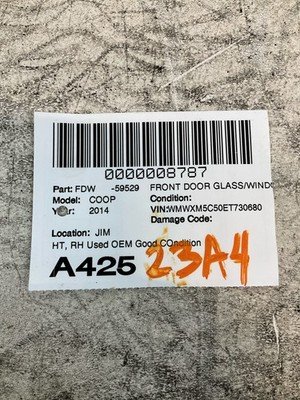 0000008787
Part: FDW -59529 FRONT DOOR GLASS/WIND
Model: COOP Condition:
Year: 2014 VIN:WMWXM5C50ET730680
Damage Code:
Location: JIM
HT, RH Used OEM Good COndition
A425 23A4